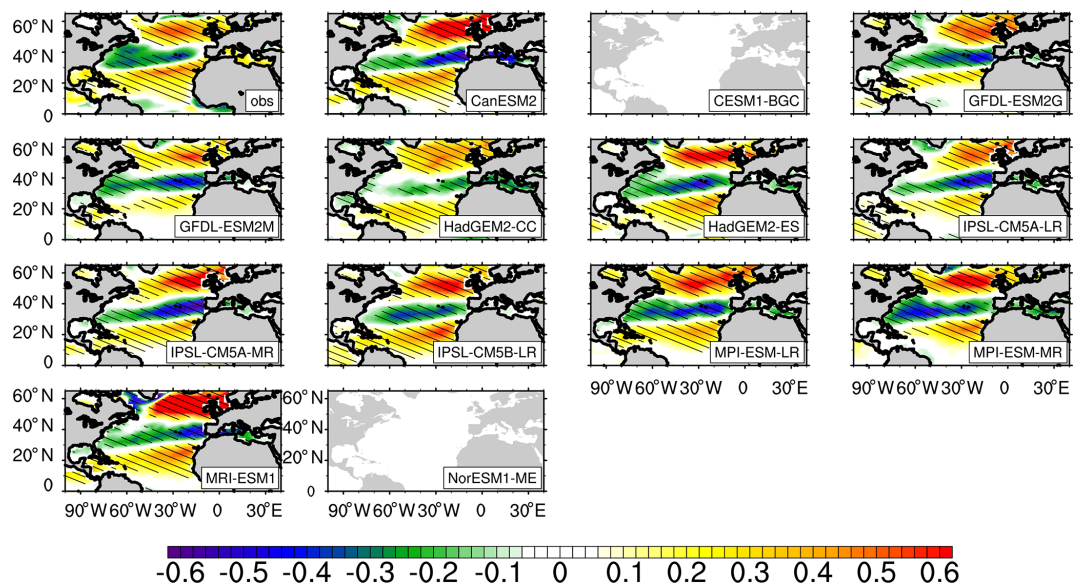 60° N
40° N
20° N
0
obs
CanESM2
CESM1-BGC
GFDL-ESM2G
60° N
40° N
20° N
0
GFDL-ESM2M
HadGEM2-CC
HadGEM2-ES
IPSL-CM5A-LR
60° N
40° N
20° N
0
IPSL-CM5A-MR
IPSL-CM5B-LR
MPI-ESM-LR
MPI-ESM-MR
90°W 60°W 30°W 0 30°E
90°W 60°W 30°W 0 30°E
60° N
40° N
20° N
0
MRI-ESM1
60° N
40° N
20° N
0
NorESM1-ME
90°W 60°W 30°W 0 30°E
90°W 60°W 30°W 0 30°E
-0.6 -0.5 -0.4 -0.3 -0.2 -0.1 0 0.1 0.2 0.3 0.4 0.5 0.6